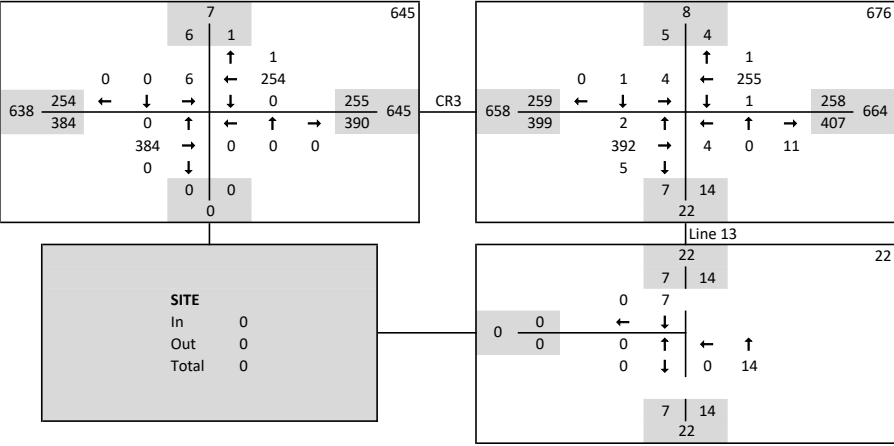 7 645
6 1
1
0 0 6 254
254 0 255
638 645
384 0 390
384 0 0 0
0
0 0
0
CR3
8 676
5 4
1
0 1 4 255
259 1 258
658 664
399 2 407
392 4 0 11
5
7 14
22
Line 13
SITE
In 0
Out 0
Total 0
22 22
7 14
0 7
0
0
0 0
0 0 14
7 14
22